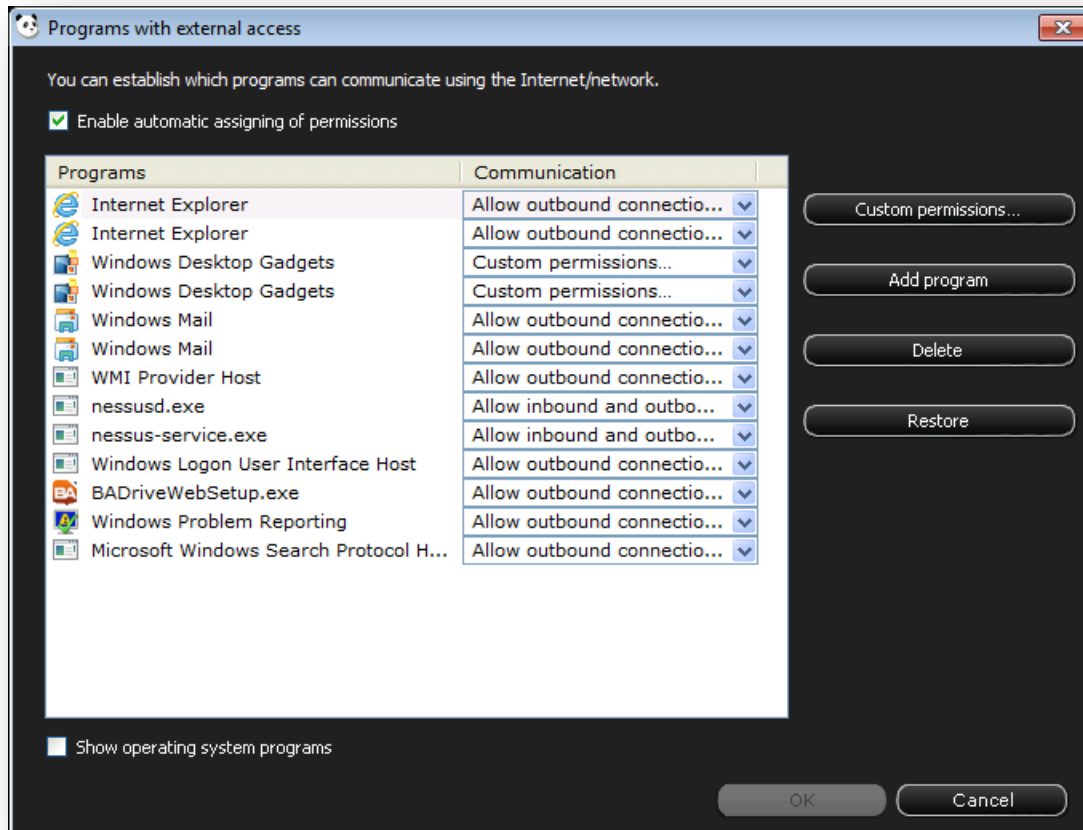 Programs with external access
You can establish which programs can communicate using the Internet/network.
Enable automatic assigning of permissions
Programs Communication
Internet Explorer Allow outbound connectio...
Internet Explorer Allow outbound connectio...
Windows Desktop Gadgets Custom permissions...
Windows Desktop Gadgets Custom permissions...
Windows Mail Allow outbound connectio...
Windows Mail Allow outbound connectio...
WMI Provider Host Allow outbound connectio...
nessusd.exe Allow inbound and outbo...
nessus-service.exe Allow inbound and outbo...
Windows Logon User Interface Host Allow outbound connectio...
BA BADriveWebSetup.exe Allow outbound connectio...
Windows Problem Reporting Allow outbound connectio...
Microsoft Windows Search Protocol H... Allow outbound connectio...
Custom permissions...
Add program
Delete
Restore
Show operating system programs
OK Cancel